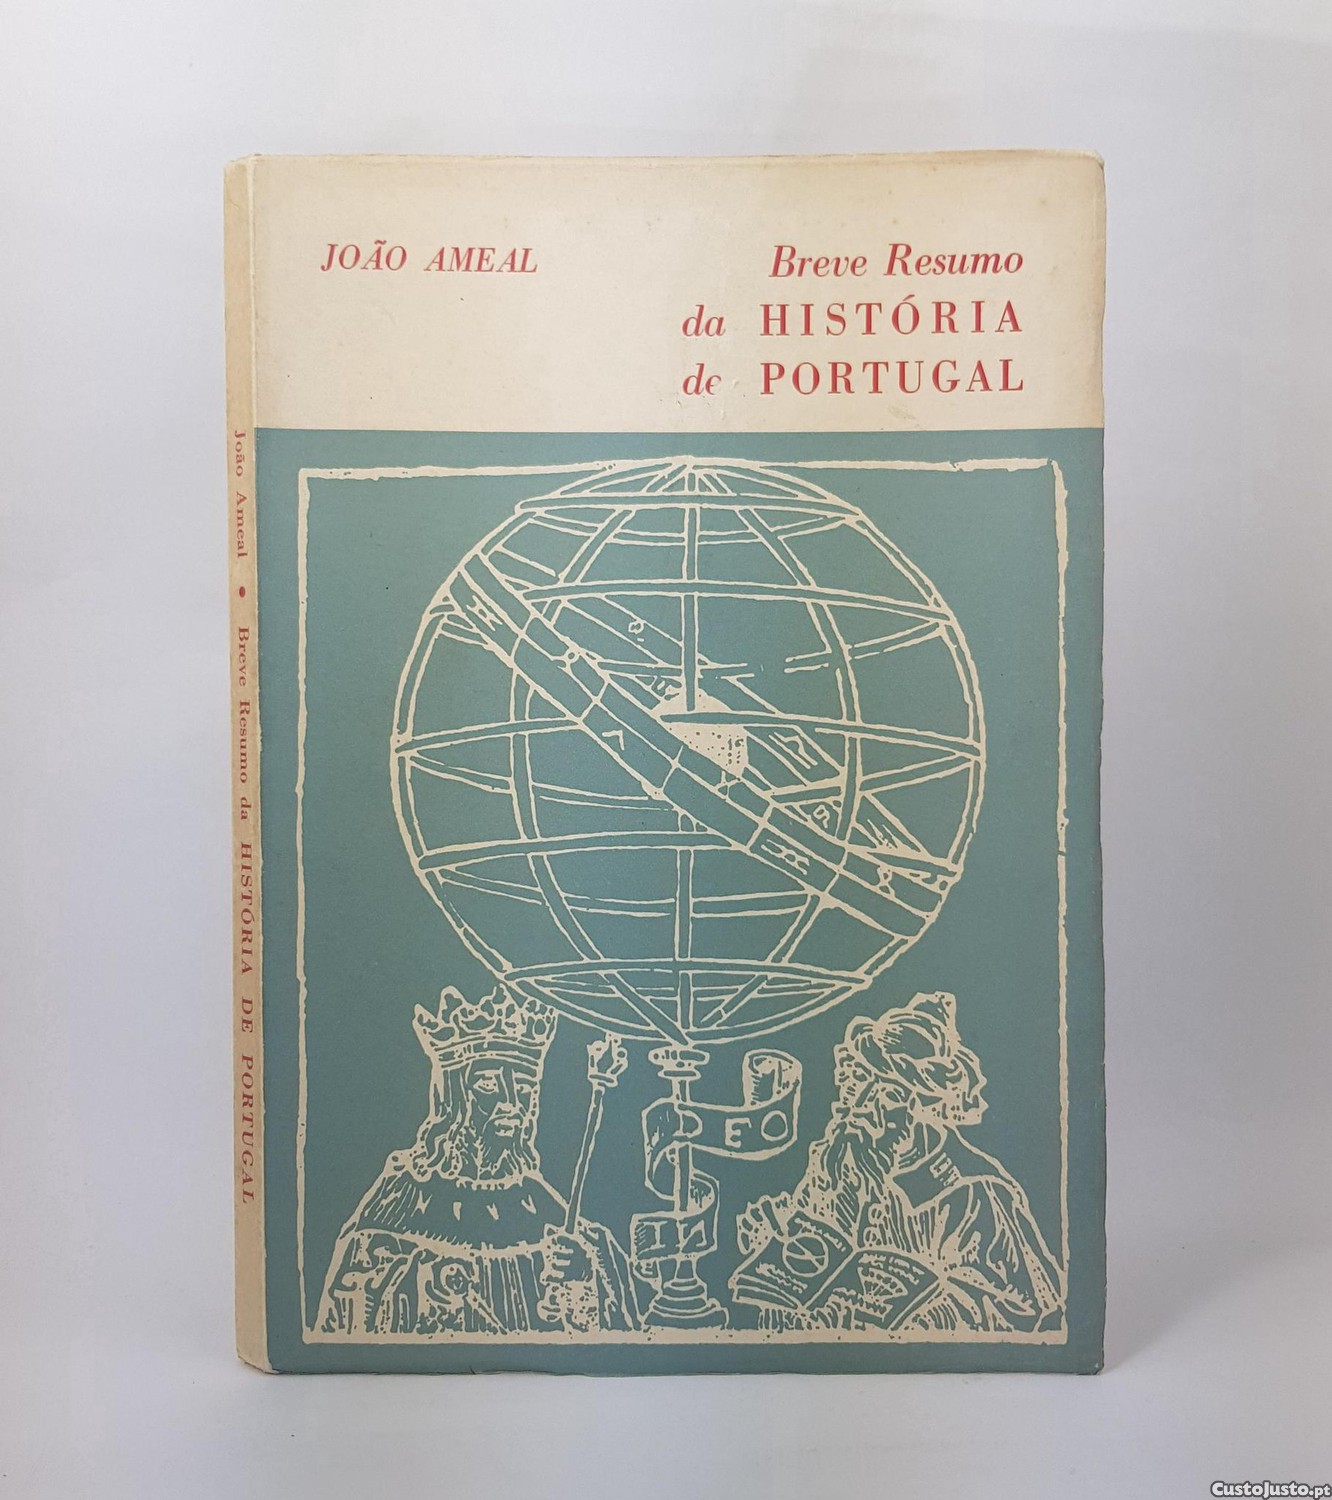 JOÃO AMEAL
Breve Resumo
da HISTÓRIA
de PORTUGAL
João Ameal • Breve Resumo da HISTÓRIA DE PORTUGAL
DEO
CustoJusto.pt